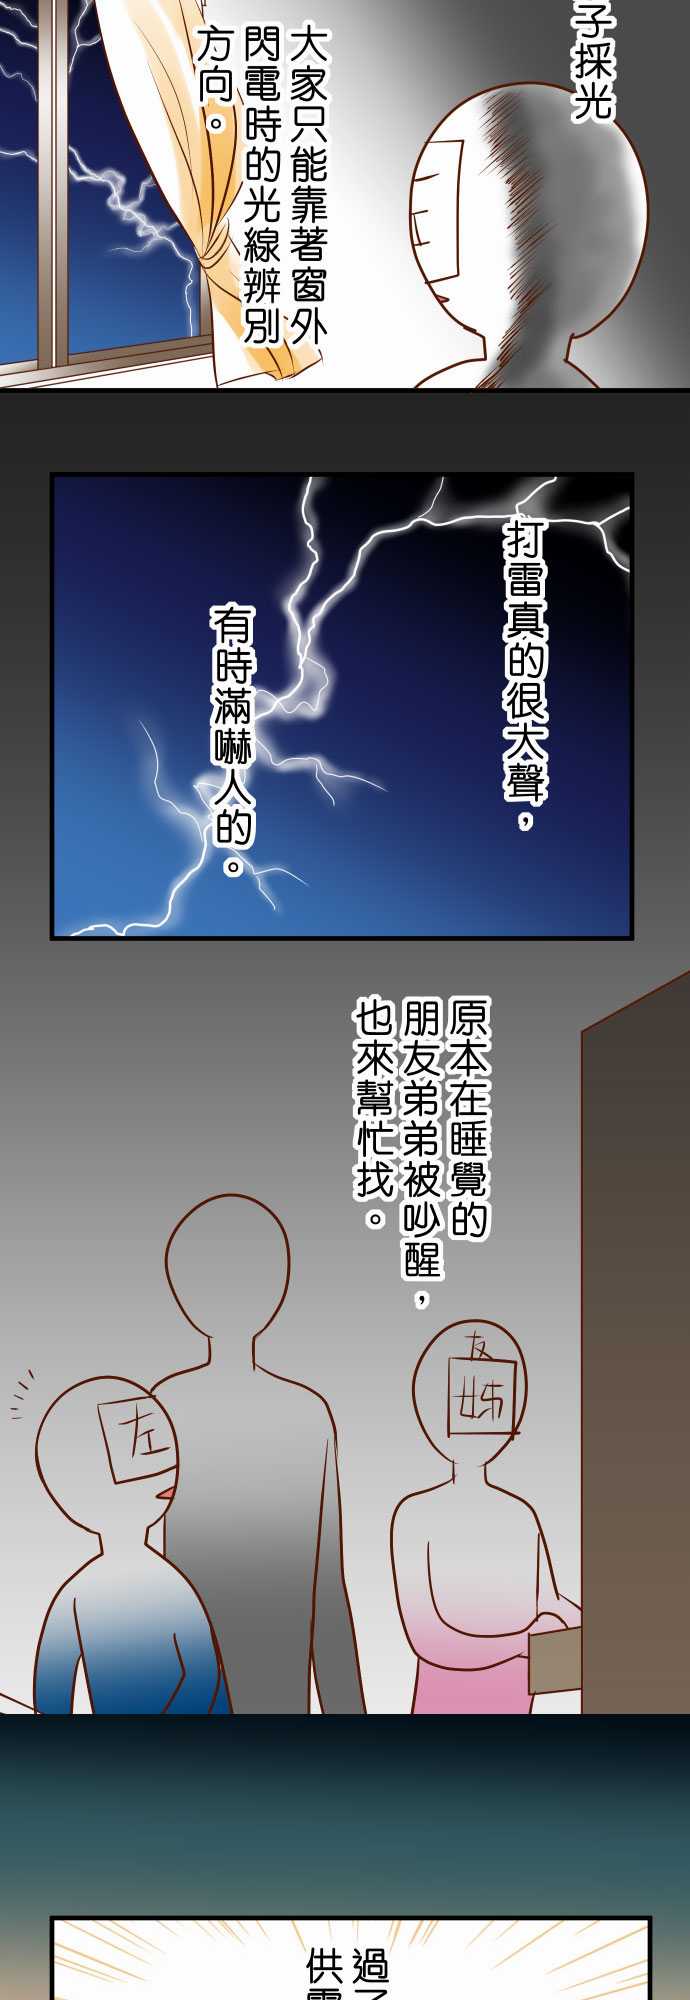 子採光
大家只能靠著窗外
閃電時的光線辨別
方向。
打雷真的很大聲，
有時滿嚇人的。
原本在睡覺的
朋友弟弟被吵醒，
也來幫忙找。
友
姊
左
過了
供電